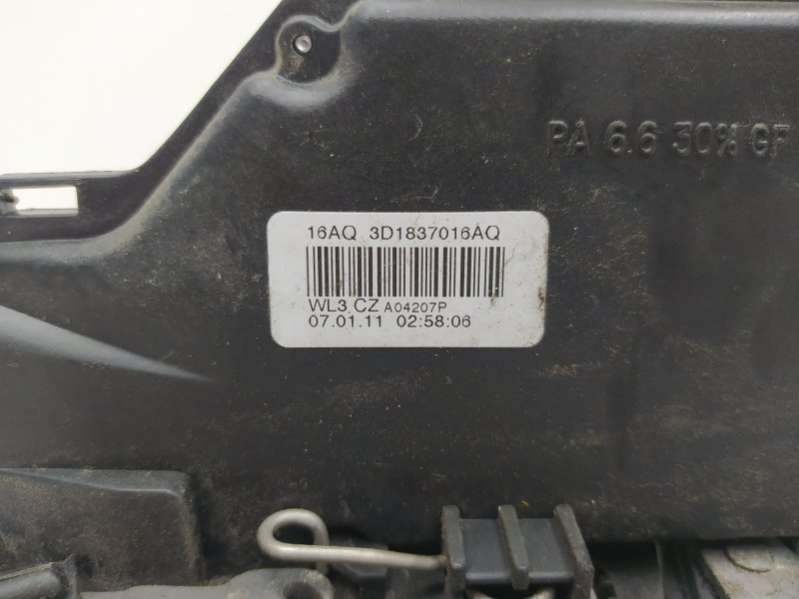 PA 6.6 30% GF
16AQ 3D1837016AQ
WL3 CZ A04207P
07.01.11 02:58:06